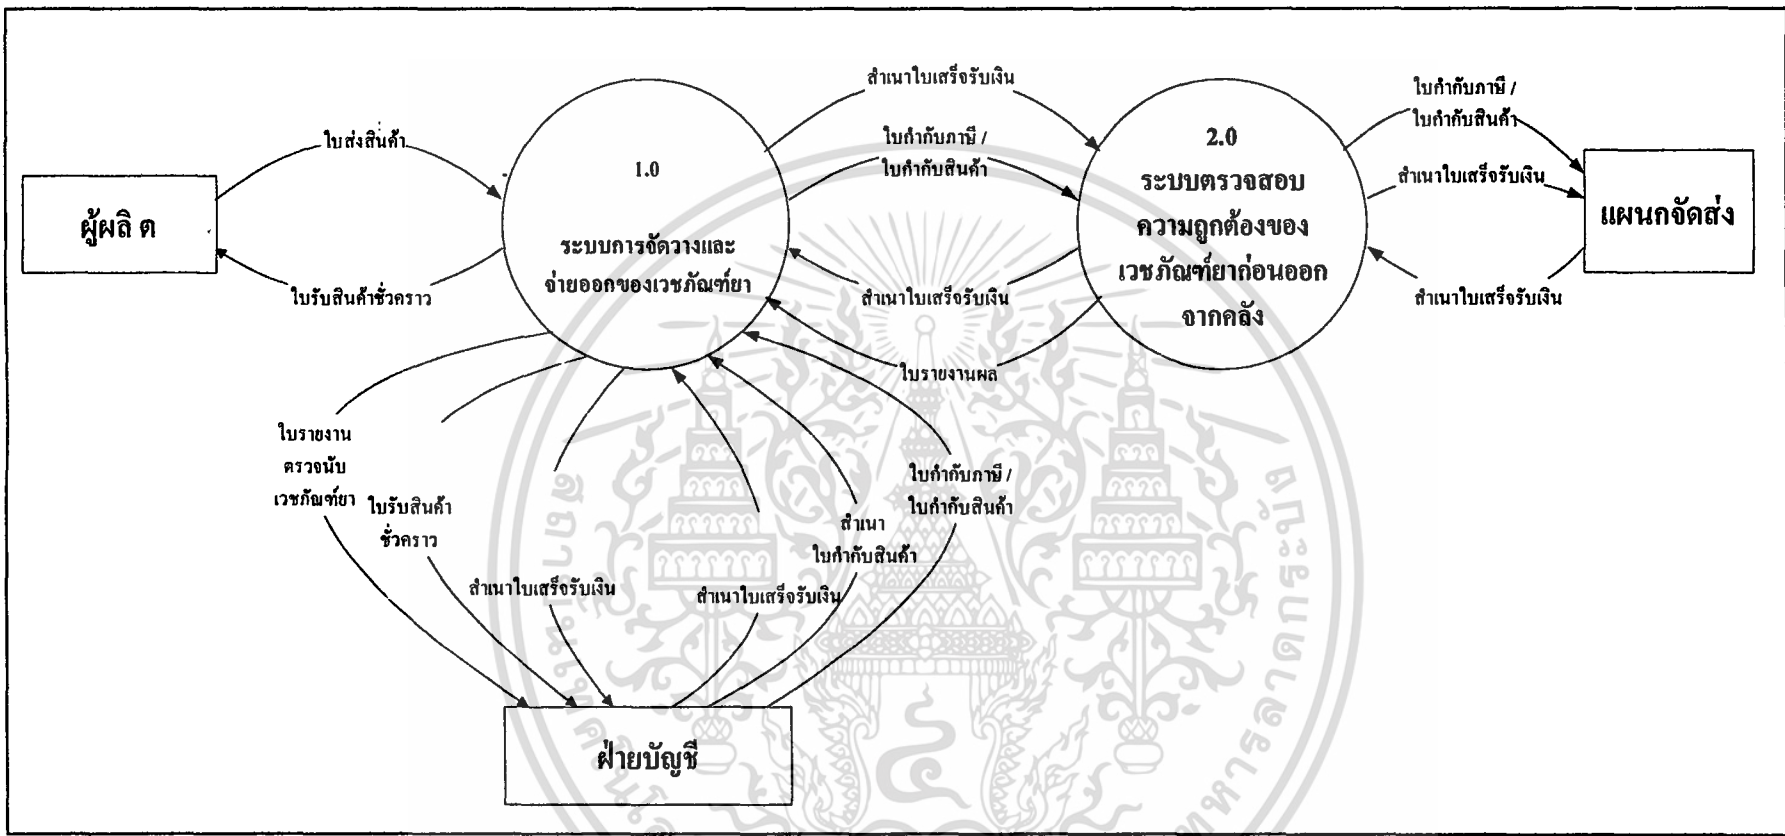 สำเนาใบเสร็จรับเงิน
ใบกำกับภาษี /
ใบกำกับสินค้า
ใบส่งสินค้า
ใบกำกับภาษี /
ใบกำกับสินค้า
1.0
ระบบการจัดวางและ
จ่ายออกของเวชภัณฑ์ยา
2.0
ระบบตรวจสอบ
ความถูกต้องของ
เวชภัณฑ์ยาก่อนออก
จากคลัง
สำเนาใบเสร็จรับเงิน
ผู้ผลิต
แผนกจัดส่ง
ใบรับสินค้าชั่วคราว
สำเนาใบเสร็จรับเงิน
สำเนาใบเสร็จรับเงิน
ใบรายงานผล
ใบรายงาน
ตรวจนับ
เวชภัณฑ์ยา
ใบรับสินค้า
ชั่วคราว
สำเนาใบเสร็จรับเงิน
สำเนาใบเสร็จรับเงิน
สำเนา
ใบกำกับสินค้า
ใบกำกับภาษี /
ใบกำกับสินค้า
ฝ่ายบัญชี